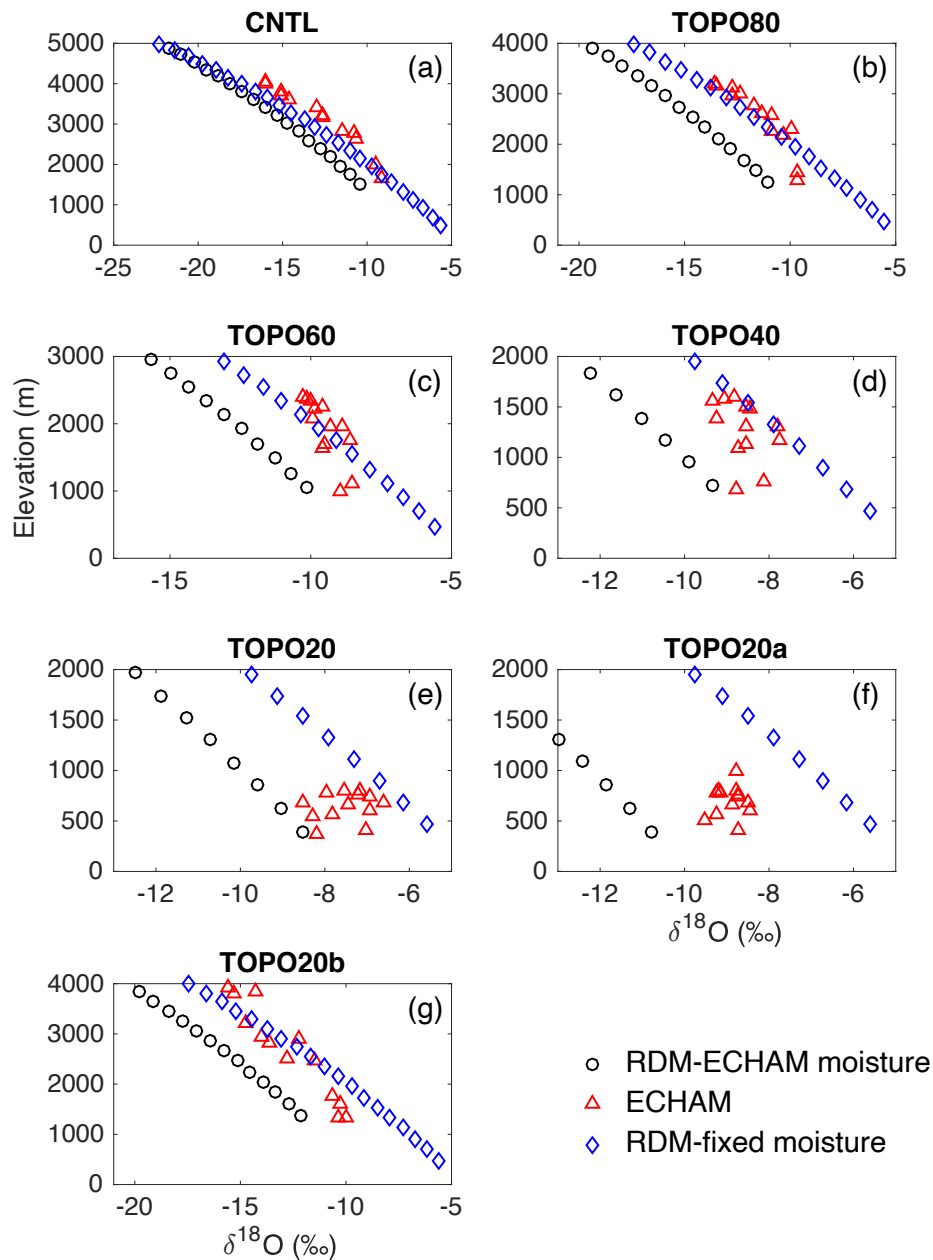 CNTL
(a)
5000
4000
3000
2000
1000
0
-25 -20 -15 -10 -5
TOPO80
(b)
4000
3000
2000
1000
0
-20 -15 -10 -5
TOPO60
(c)
Elevation (m)
3000
2000
1000
0
-15 -10 -5
TOPO40
(d)
2000
1500
1000
500
0
-12 -10 -8 -6
TOPO20
(e)
2000
1500
1000
500
0
-12 -10 -8 -6
TOPO20a
(f)
2000
1500
1000
500
0
-12 -10 -8 -6
δ¹⁸O (‰)
TOPO20b
(g)
4000
3000
2000
1000
0
-20 -15 -10 -5
δ¹⁸O (‰)
RDM-ECHAM moisture
ECHAM
RDM-fixed moisture